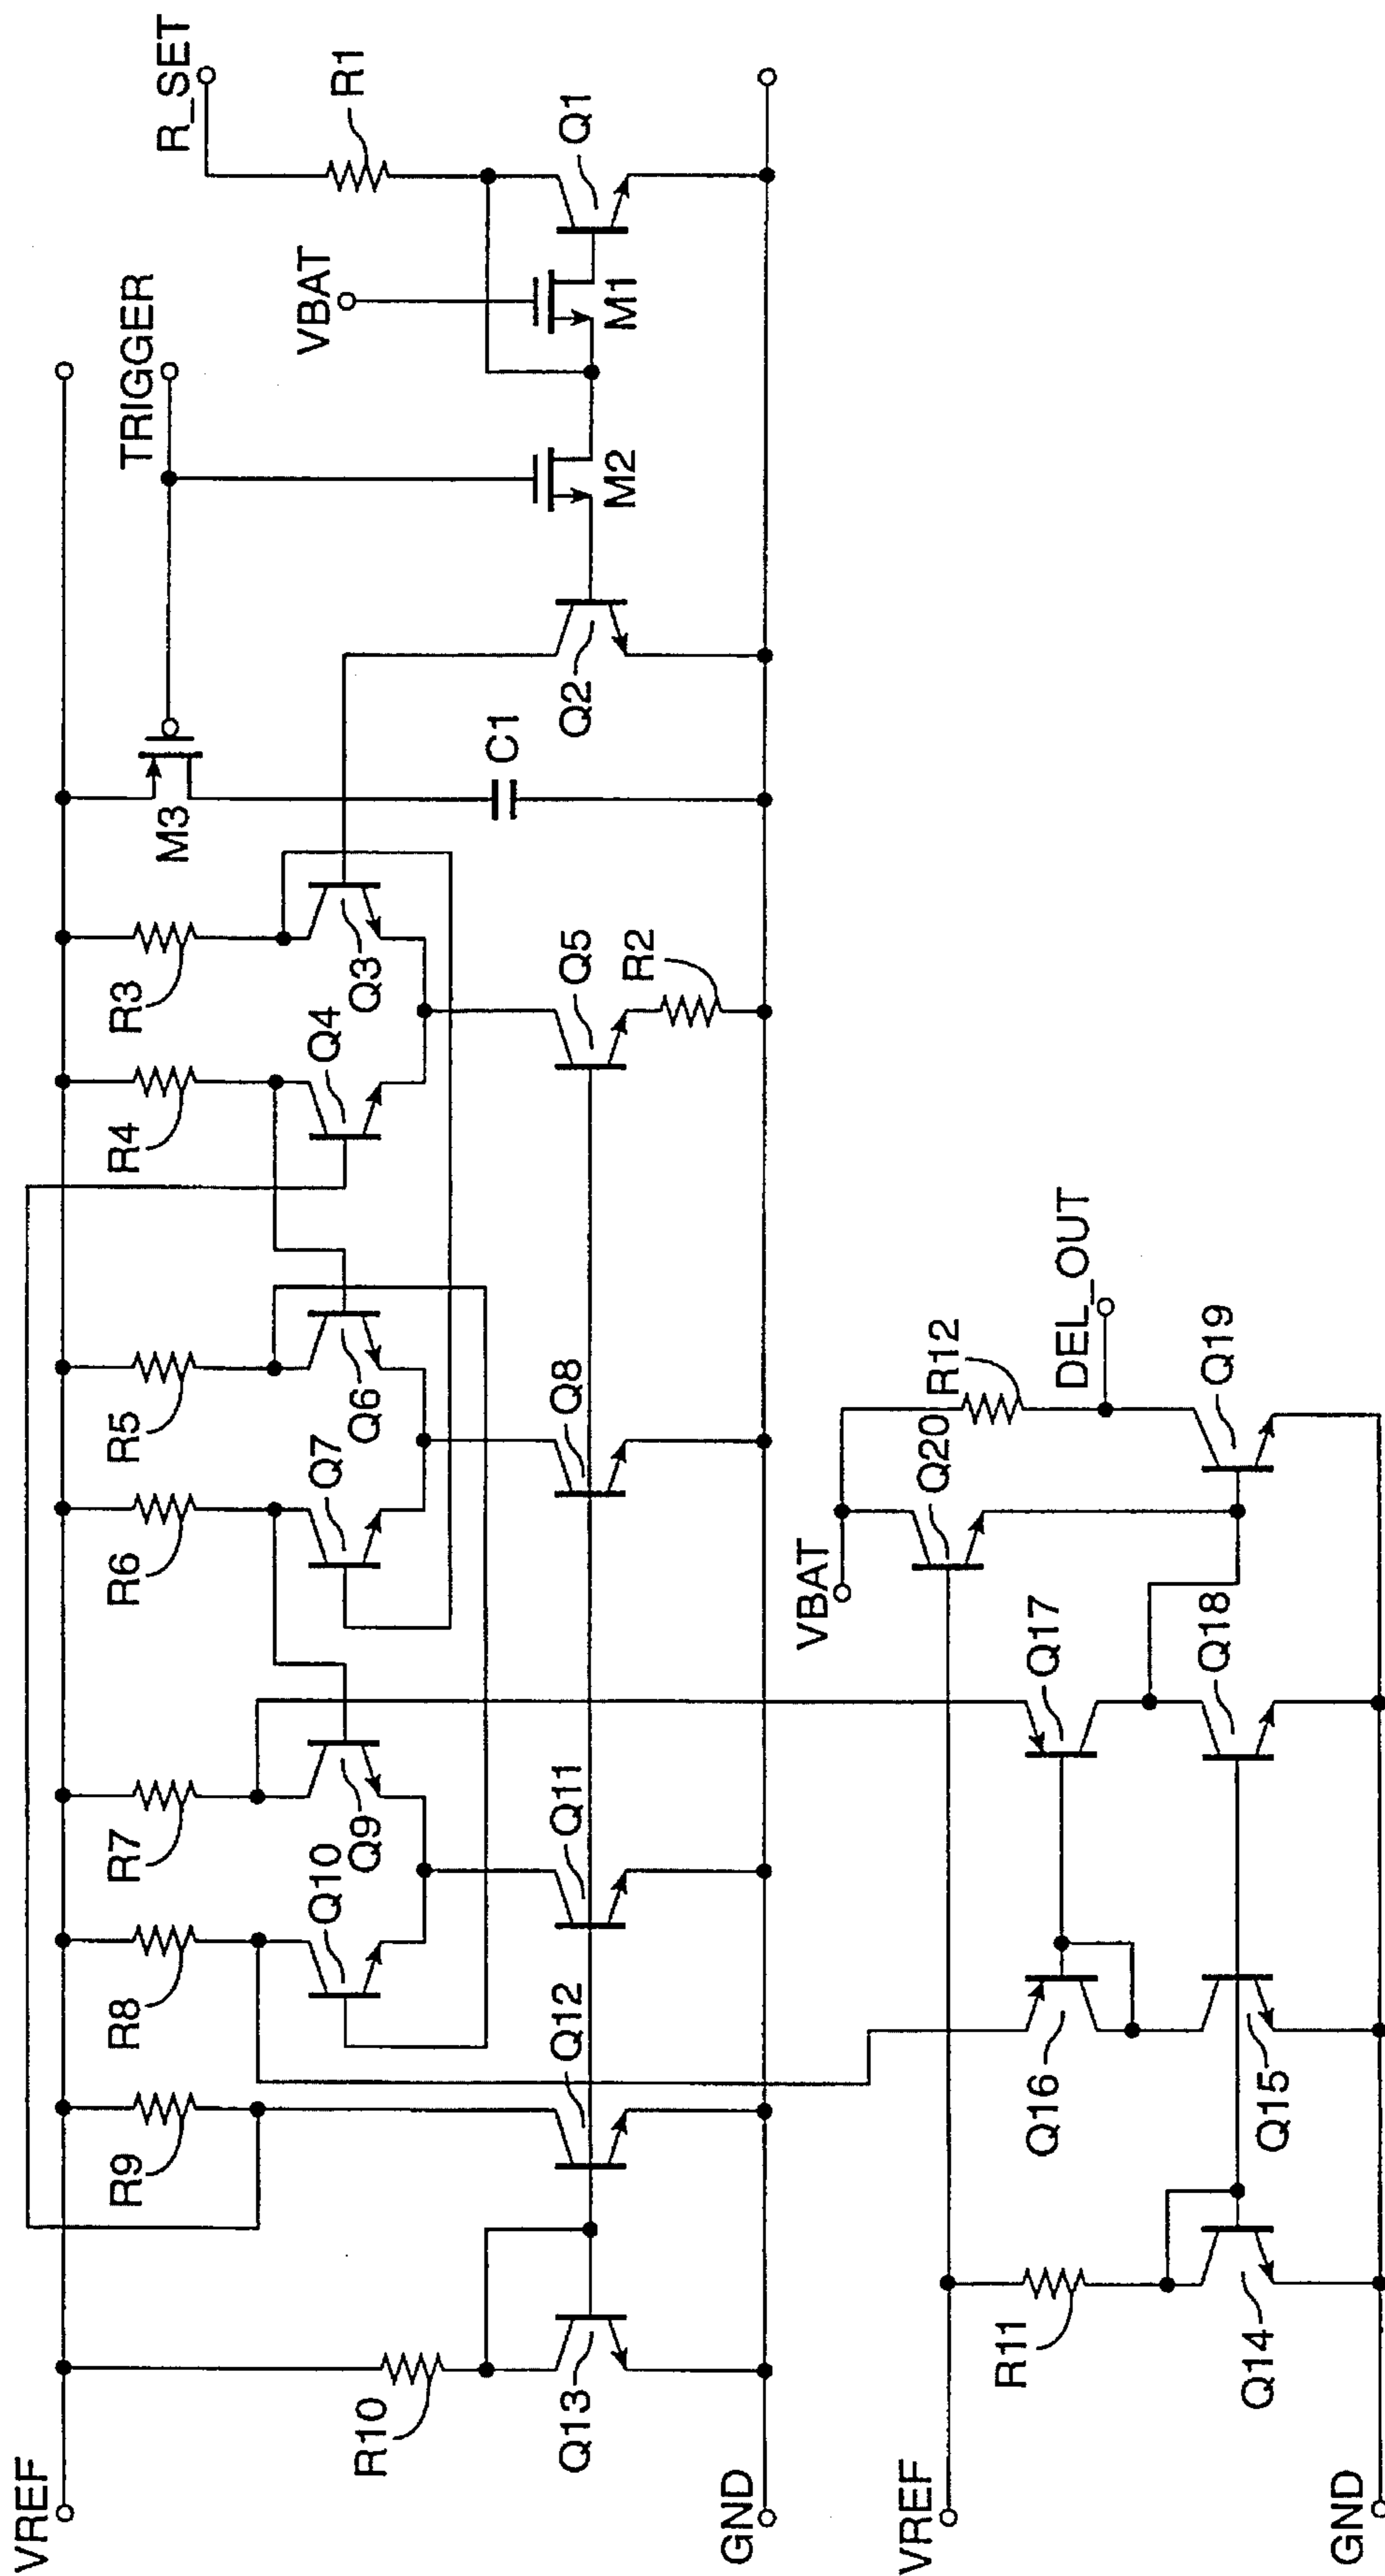 VREF
R10
Q13
GND
R9
Q12
R8
Q10
R7
Q9
Q11
R6
Q7
R5
Q6
Q8
R4
Q4
R3
Q3
Q5
R2
M3
C1
TRIGGER
Q2
M2
VBAT
M1
R_SET
R1
Q1
VREF
R11
Q14
GND
Q16
Q15
Q17
Q18
VBAT
Q20
R12
DEL_OUT
Q19